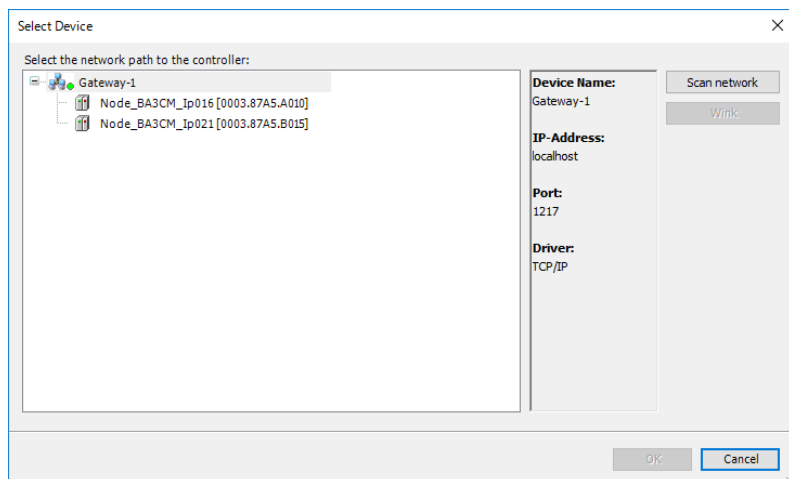 Select Device
Select the network path to the controller:
Gateway-1
Node_BA3CM_Ip016 [0003.87A5.A010]
Node_BA3CM_Ip021 [0003.87A5.B015]
Device Name:
Gateway-1
IP-Address:
localhost
Port:
1217
Driver:
TCP/IP
Scan network
Wink
OK
Cancel